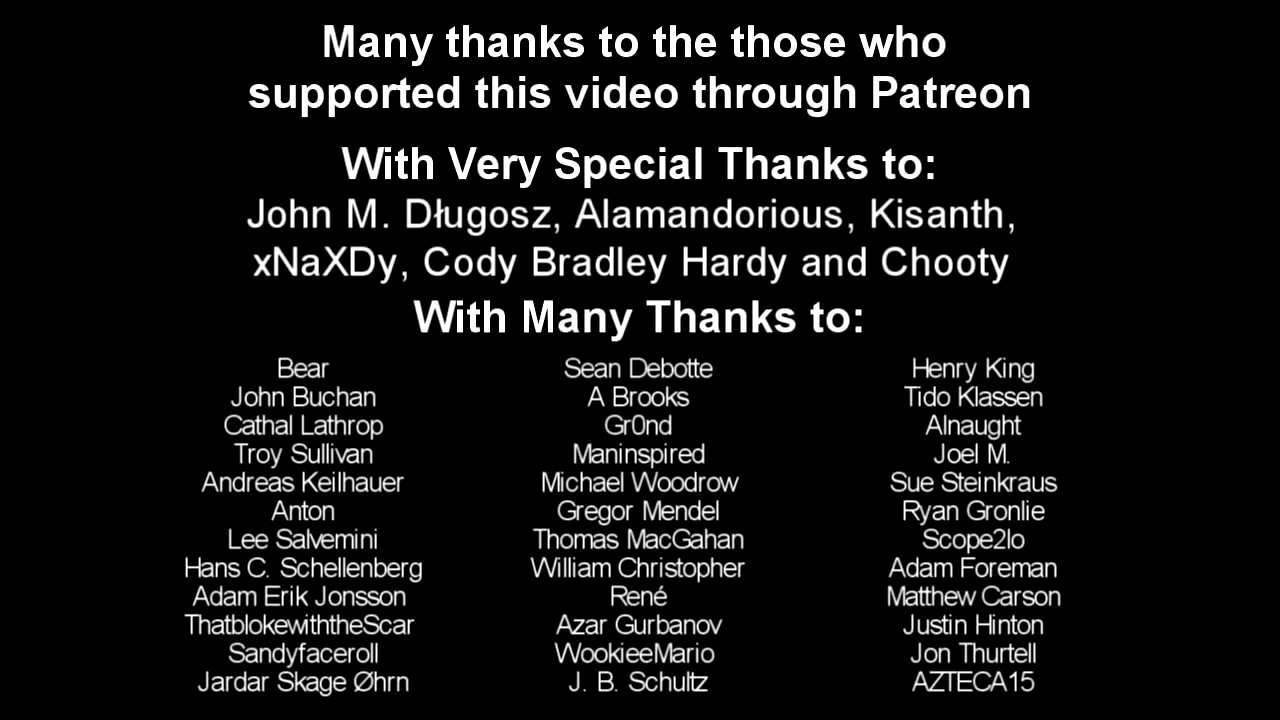 Many thanks to the those who
supported this video through Patreon
With Very Special Thanks to:
John M. Długosz, Alamandorious, Kisanth,
xNaXDy, Cody Bradley Hardy and Chooty
With Many Thanks to:
Bear
John Buchan
Cathal Lathrop
Troy Sullivan
Andreas Keilhauer
Anton
Lee Salvemini
Hans C. Schellenberg
Adam Erik Jonsson
ThatblokewiththeScar
Sandyfaceroll
Jardar Skage Øhrn
Sean Debotte
A Brooks
Gr0nd
Maninspired
Michael Woodrow
Gregor Mendel
Thomas MacGahan
William Christopher
René
Azar Gurbanov
WookieeMario
J. B. Schultz
Henry King
Tido Klassen
Alnaught
Joel M.
Sue Steinkraus
Ryan Gronlie
Scope2lo
Adam Foreman
Matthew Carson
Justin Hinton
Jon Thurtell
AZTECA15